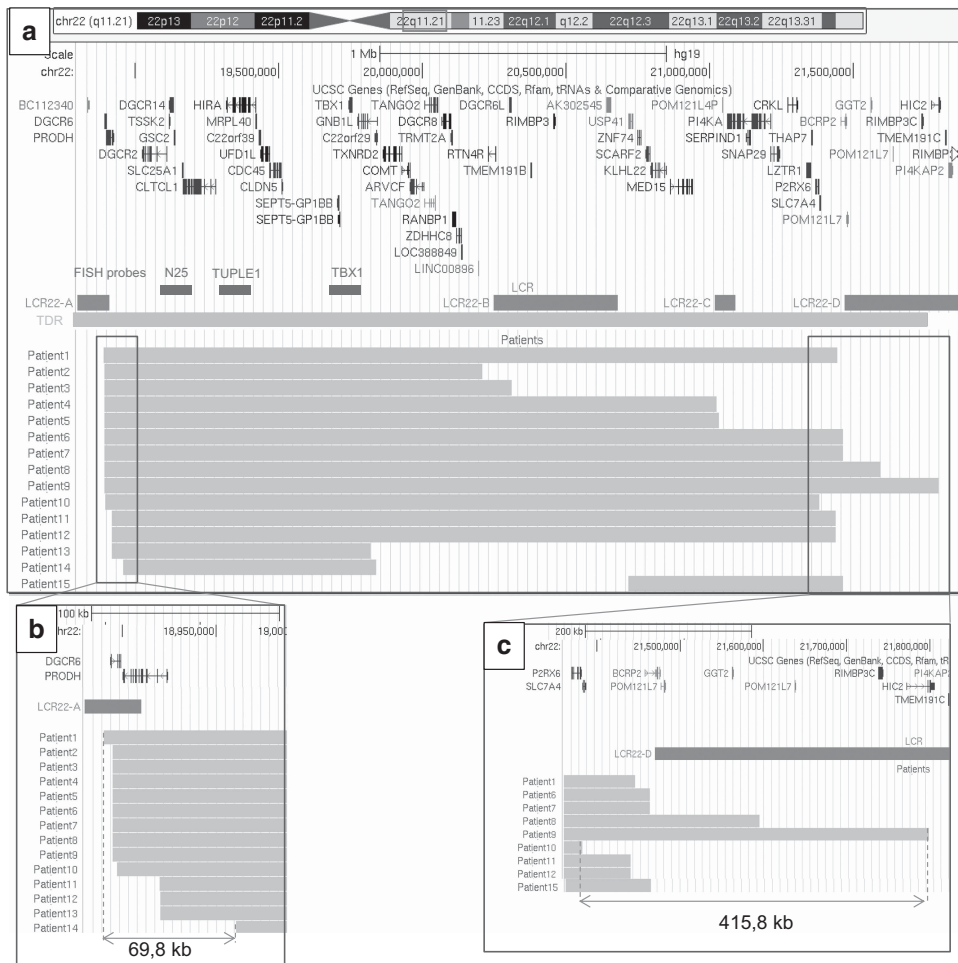 a
chr22 (q11.21) 22p13 22p12 22p11.2 22q11.21 11.23 22q12.1 q12.2 22q12.3 22q13.1 22q13.2 22q13.31
Scale 1 Mb hg19
chr22: 19,500,000 20,000,000 20,500,000 21,000,000 21,500,000
UCSC Genes (RefSeq, GenBank, CCDS, Rfam, tRNAs & Comparative Genomics)
BC112340 DGCR14 HIRA TBX1 TANGO2 DGCR6L AK302545 POM121L4P CRKL GGT2 HIC2
DGCR6 TSSK2 MRPL40 GNB1L DGCR8 RIMBP3 USP41 PI4KA BCRP2 RIMBP3C
PRODH GSC2 C22orf39 C22orf29 TRMT2A ZNF74 SERPIND1 THAP7 TMEM191C
DGCR2 UFD1L TXNRD2 RTN4R SCARF2 SNAP29 POM121L7 RIMBP
SLC25A1 CDC45 COMT TMEM191B KLHL22 LZTR1 PI4KAP2
CLTCL1 CLDN5 ARVCF MED15 P2RX6
SEPT5-GP1BB TANGO2 SLC7A4
SEPT5-GP1BB RANBP1 POM121L7
ZDHHC8
LOC388849
LINC00896
FISH probes N25 TUPLE1 TBX1 LCR
LCR22-A LCR22-B LCR22-C LCR22-D
TDR
Patients
Patient1
Patient2
Patient3
Patient4
Patient5
Patient6
Patient7
Patient8
Patient9
Patient10
Patient11
Patient12
Patient13
Patient14
Patient15
b
100 kb
hr22: 18,950,000 19,000
DGCR6
PRODH
LCR22-A
Patient1
Patient2
Patient3
Patient4
Patient5
Patient6
Patient7
Patient8
Patient9
Patient10
Patient11
Patient12
Patient13
Patient14
69,8 kb
c
200 kb
chr22: 21,500,000 21,600,000 21,700,000 21,800,000
UCSC Genes (RefSeq, GenBank, CCDS, Rfam, tR
P2RX6 BCRP2 GGT2 RIMBP3C PI4KAP
SLC7A4 POM121L7 POM121L7 HIC2
TMEM191C
LCR
LCR22-D
Patients
Patient1
Patient6
Patient7
Patient8
Patient9
Patient10
Patient11
Patient12
Patient15
415,8 kb